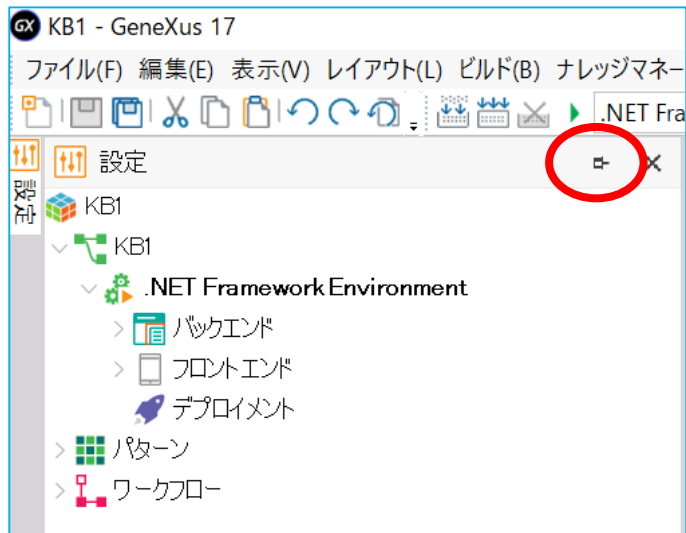 GX KB1 - GeneXus 17
ファイル(F) 編集(E) 表示(V) レイアウト(L) ビルド(B) ナレッジマネー
.NET Fra
設定
設定
KB1
KB1
.NET Framework Environment
バックエンド
フロントエンド
デプロイメント
パターン
ワークフロー